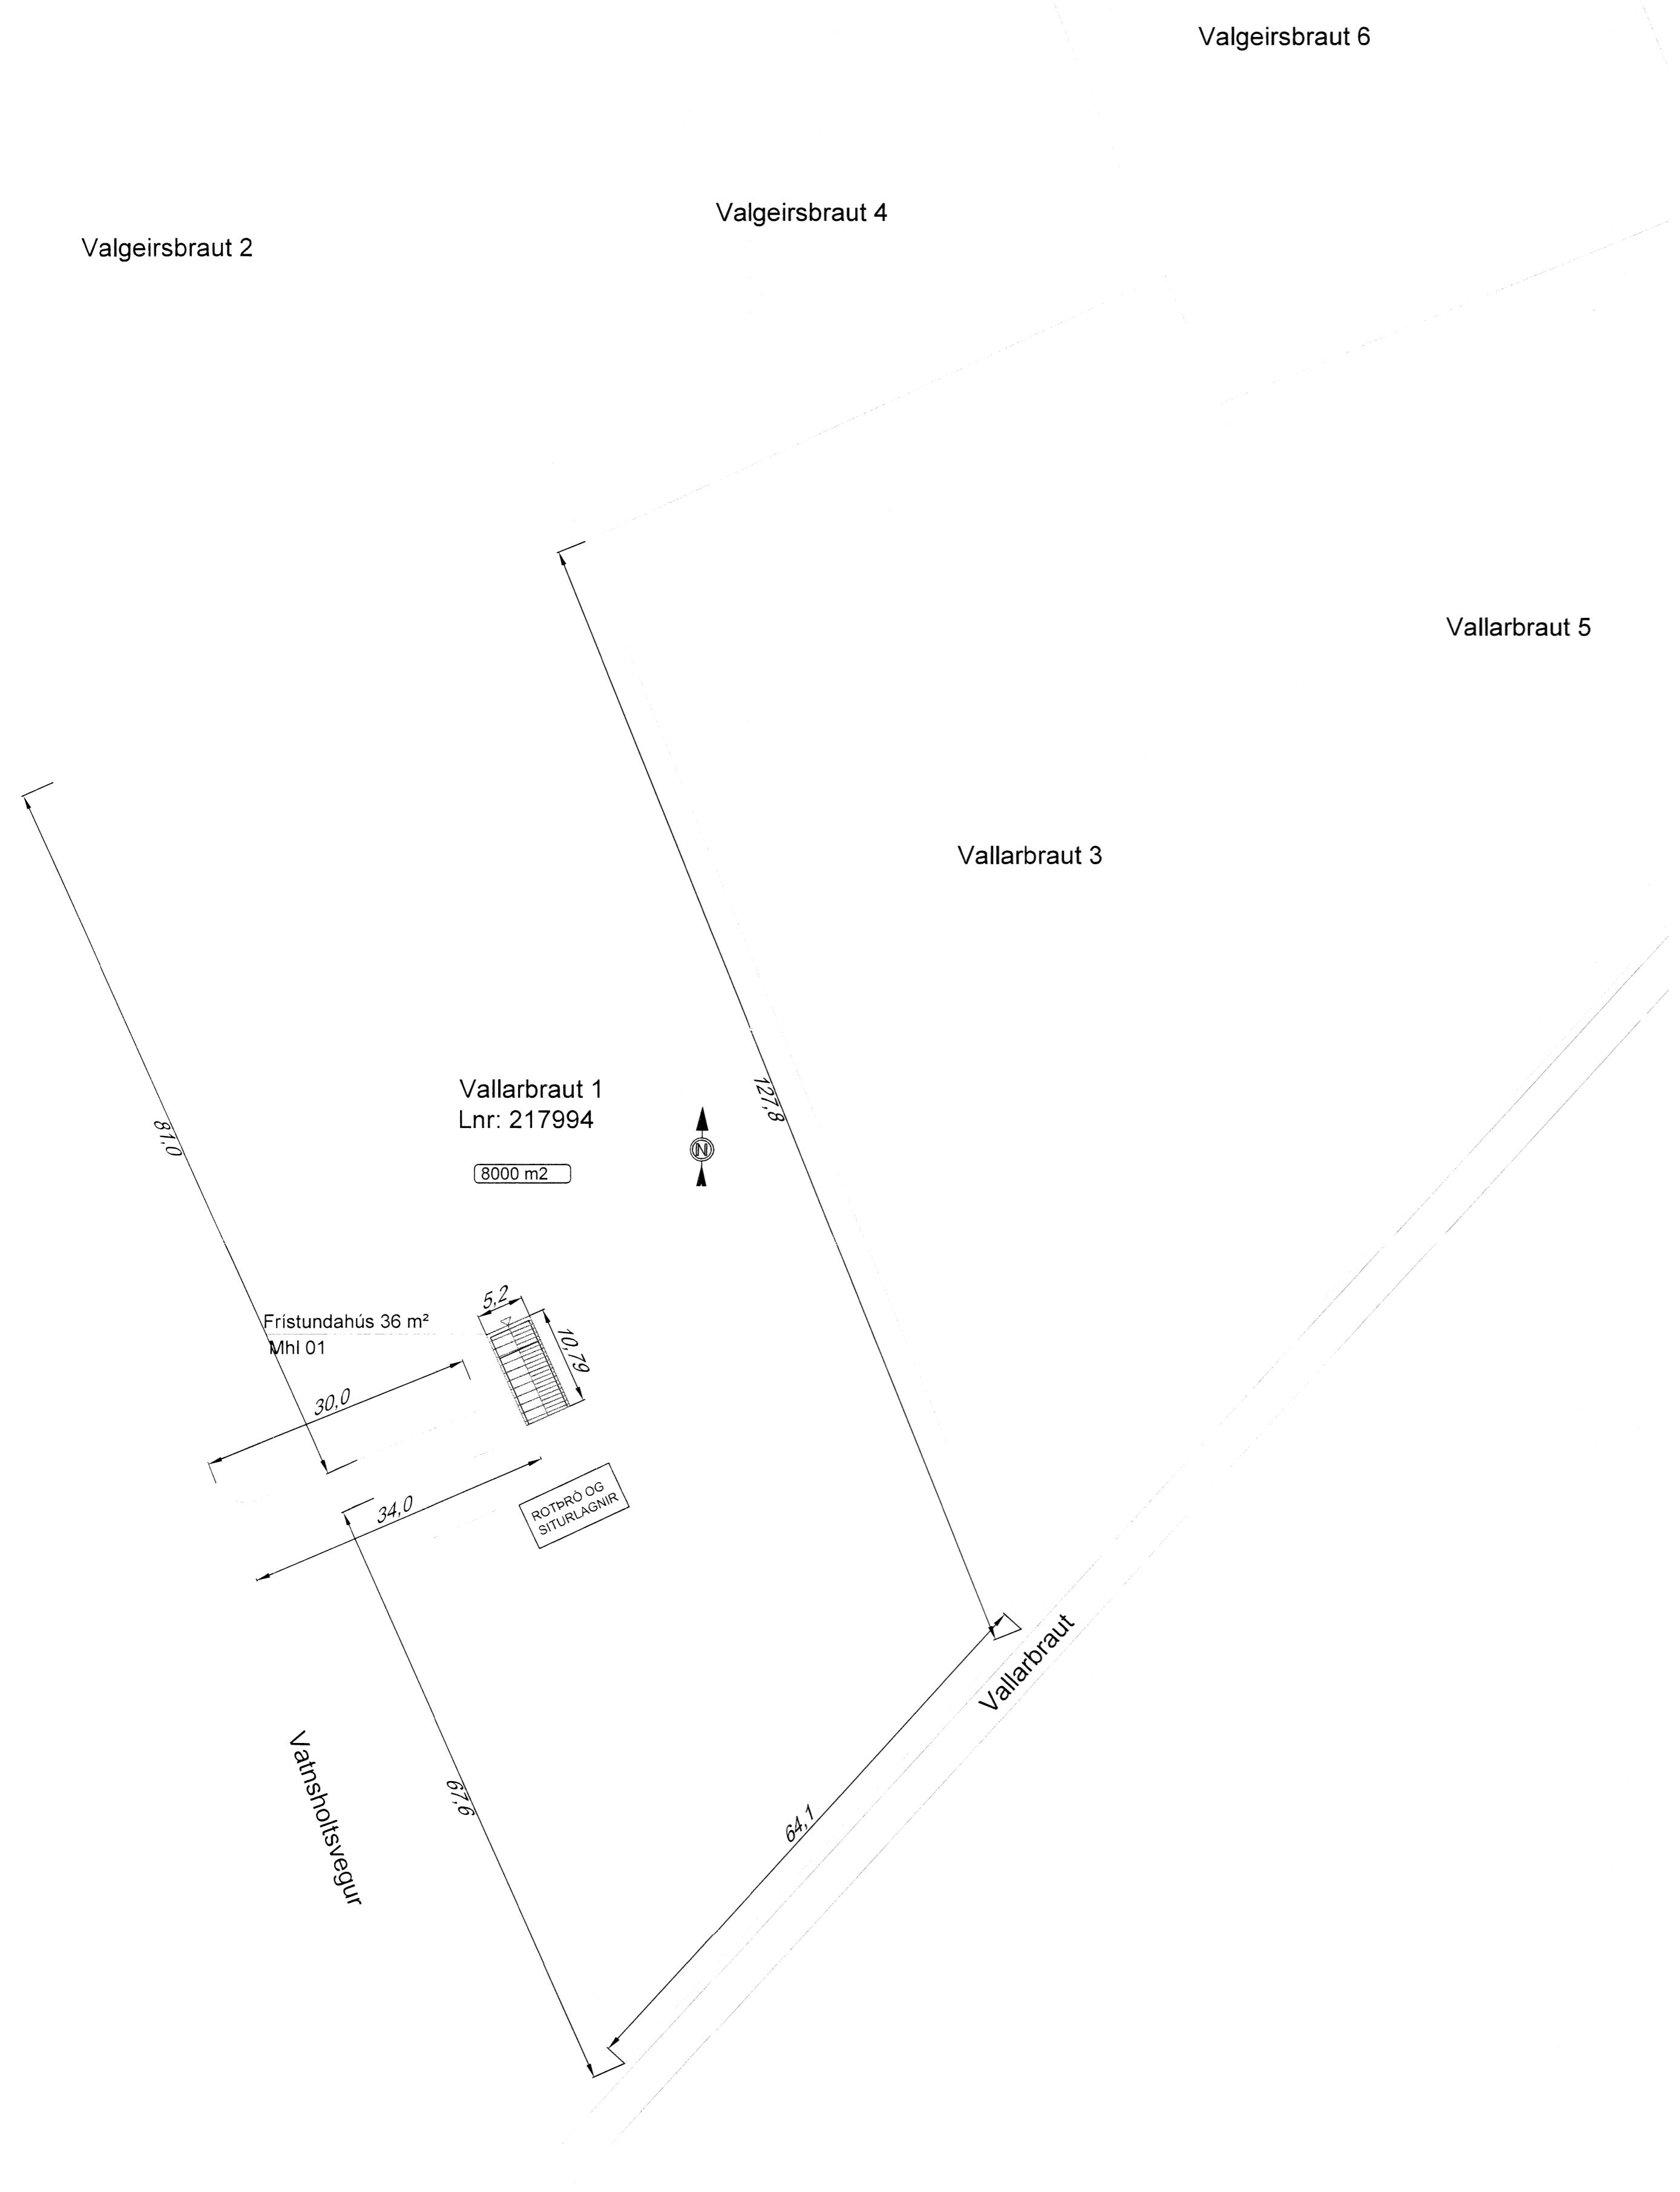 Valgeirsbraut 6
Valgeirsbraut 4
Valgeirsbraut 2
Vallarbraut 5
Vallarbraut 3
Vallarbraut 1
Lnr: 217994
8000 m2
N
127,8
81,0
5,2
10,79
Frístundahús 36 m²
Mhl 01
30,0
34,0
ROTÞRÓ OG
SITURLAGNIR
Vallarbraut
67,6
64,1
Vatnsholtsvegur